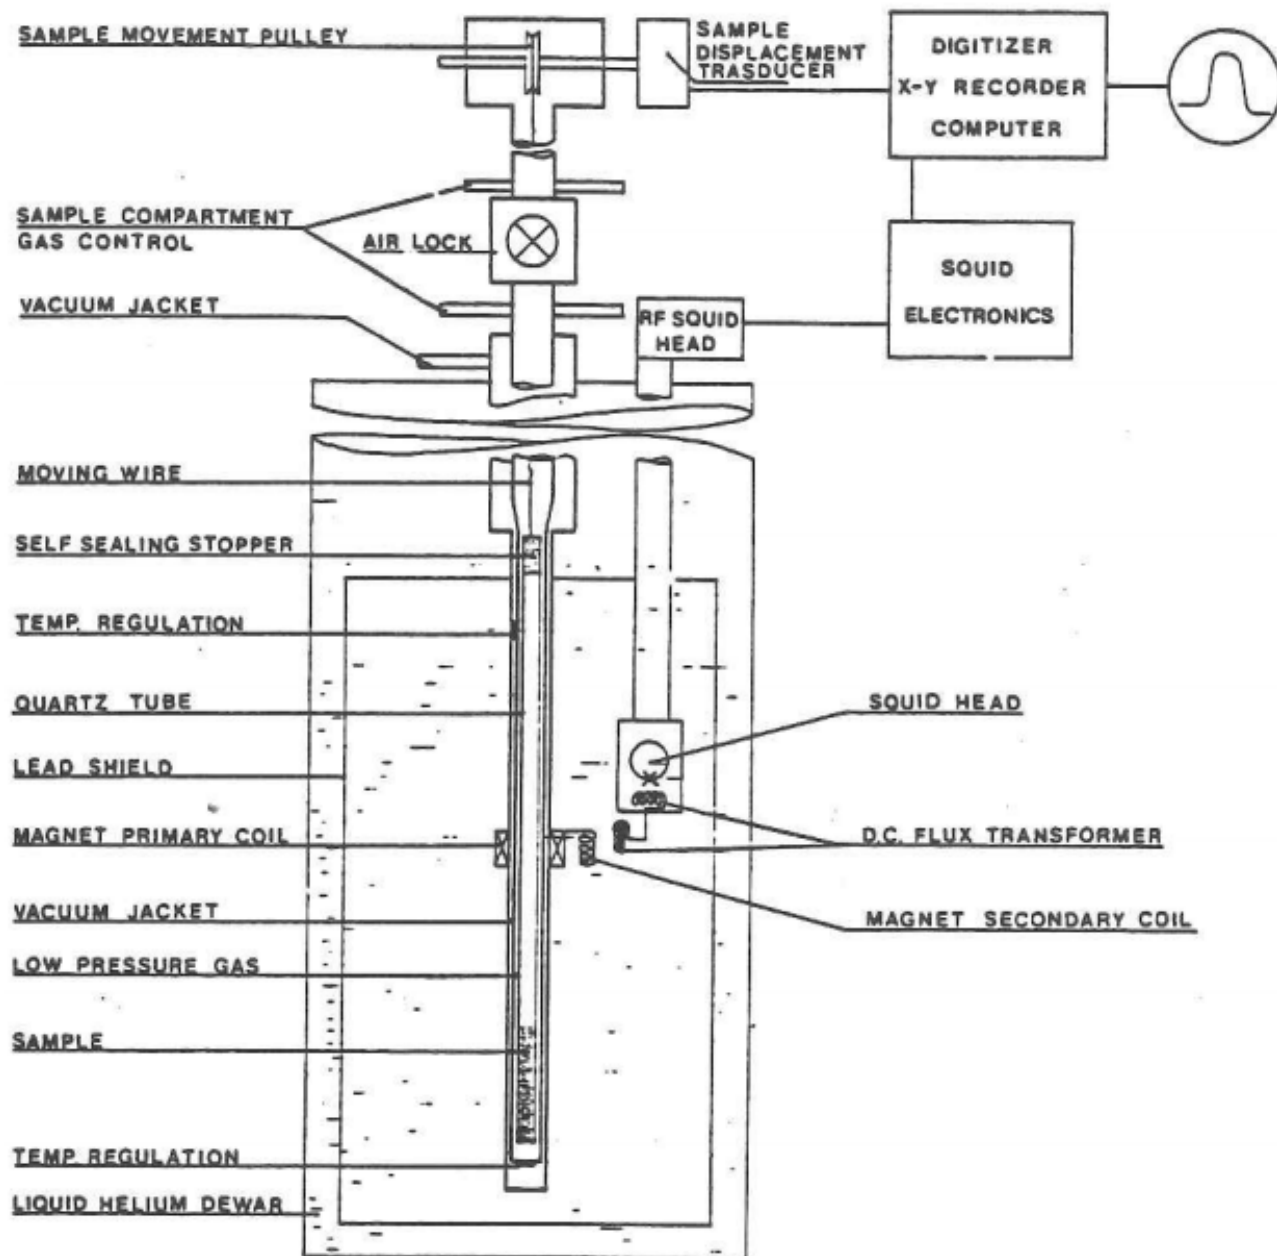 SAMPLE MOVEMENT PULLEY
SAMPLE
DISPLACEMENT
TRASDUCER
DIGITIZER
X-Y RECORDER
COMPUTER
SAMPLE COMPARTMENT
GAS CONTROL
AIR LOCK
SQUID
ELECTRONICS
VACUUM JACKET
RF SQUID
HEAD
MOVING WIRE
SELF SEALING STOPPER
TEMP. REGULATION
QUARTZ TUBE
SQUID HEAD
LEAD SHIELD
MAGNET PRIMARY COIL
D.C. FLUX TRANSFORMER
VACUUM JACKET
MAGNET SECONDARY COIL
LOW PRESSURE GAS
SAMPLE
TEMP. REGULATION
LIQUID HELIUM DEWAR